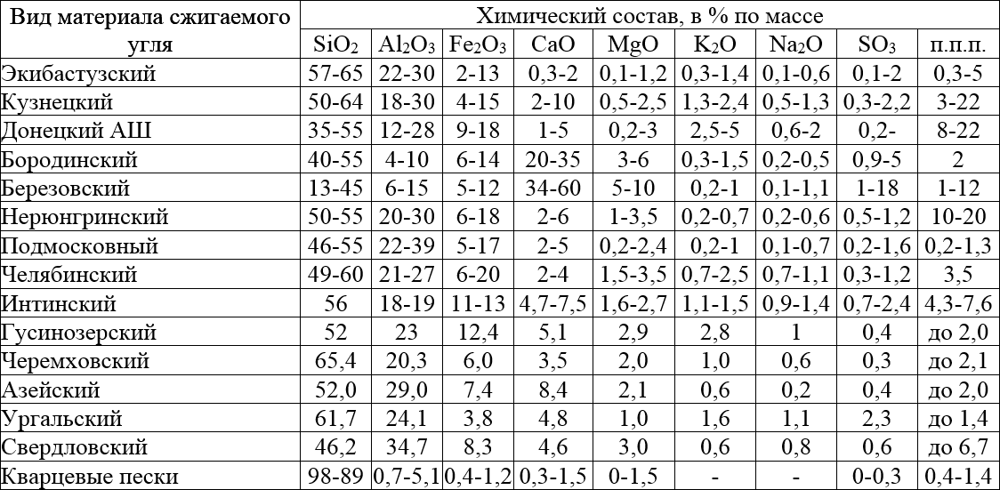 Вид материала сжигаемого угля | Химический состав, в % по массе
SiO₂ | Al₂O₃ | Fe₂O₃ | CaO | MgO | K₂O | Na₂O | SO₃ | п.п.п.
Экибастузский | 57-65 | 22-30 | 2-13 | 0,3-2 | 0,1-1,2 | 0,3-1,4 | 0,1-0,6 | 0,1-2 | 0,3-5
Кузнецкий | 50-64 | 18-30 | 4-15 | 2-10 | 0,5-2,5 | 1,3-2,4 | 0,5-1,3 | 0,3-2,2 | 3-22
Донецкий АШ | 35-55 | 12-28 | 9-18 | 1-5 | 0,2-3 | 2,5-5 | 0,6-2 | 0,2- | 8-22
Бородинский | 40-55 | 4-10 | 6-14 | 20-35 | 3-6 | 0,3-1,5 | 0,2-0,5 | 0,9-5 | 2
Березовский | 13-45 | 6-15 | 5-12 | 34-60 | 5-10 | 0,2-1 | 0,1-1,1 | 1-18 | 1-12
Нерюнгринский | 50-55 | 20-30 | 6-18 | 2-6 | 1-3,5 | 0,2-0,7 | 0,2-0,6 | 0,5-1,2 | 10-20
Подмосковный | 46-55 | 22-39 | 5-17 | 2-5 | 0,2-2,4 | 0,2-1 | 0,1-0,7 | 0,2-1,6 | 0,2-1,3
Челябинский | 49-60 | 21-27 | 6-20 | 2-4 | 1,5-3,5 | 0,7-2,5 | 0,7-1,1 | 0,3-1,2 | 3,5
Интинский | 56 | 18-19 | 11-13 | 4,7-7,5 | 1,6-2,7 | 1,1-1,5 | 0,9-1,4 | 0,7-2,4 | 4,3-7,6
Гусинозерский | 52 | 23 | 12,4 | 5,1 | 2,9 | 2,8 | 1 | 0,4 | до 2,0
Черемховский | 65,4 | 20,3 | 6,0 | 3,5 | 2,0 | 1,0 | 0,6 | 0,3 | до 2,1
Азейский | 52,0 | 29,0 | 7,4 | 8,4 | 2,1 | 0,6 | 0,2 | 0,4 | до 2,0
Ургальский | 61,7 | 24,1 | 3,8 | 4,8 | 1,0 | 1,6 | 1,1 | 2,3 | до 1,4
Свердловский | 46,2 | 34,7 | 8,3 | 4,6 | 3,0 | 0,6 | 0,8 | 0,6 | до 6,7
Кварцевые пески | 98-89 | 0,7-5,1 | 0,4-1,2 | 0,3-1,5 | 0-1,5 | - | - | 0-0,3 | 0,4-1,4